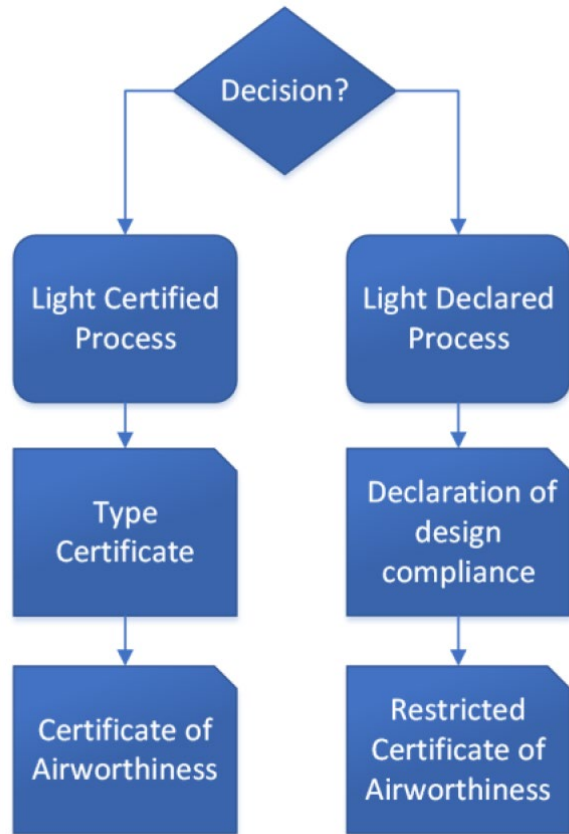 Decision?
Light Certified
Process
Light Declared
Process
Type
Certificate
Declaration of
design
compliance
Certificate of
Airworthiness
Restricted
Certificate of
Airworthiness